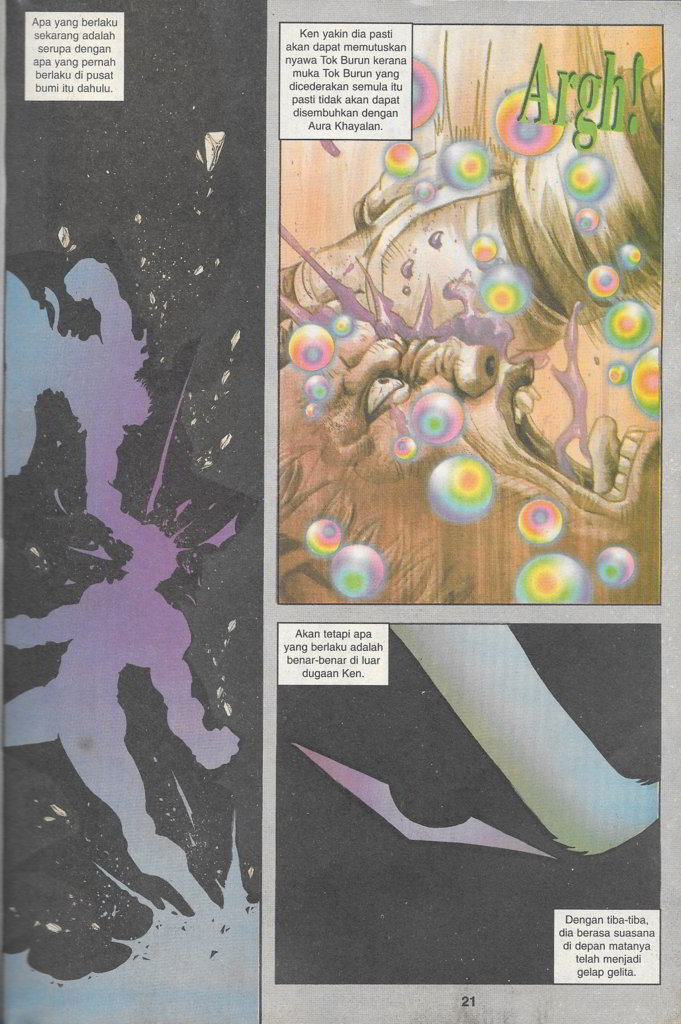 Apa yang berlaku
sekarang adalah
serupa dengan
apa yang pernah
berlaku di pusat
bumi itu dahulu.
Ken yakin dia pasti
akan dapat memutuskan
nyawa Tok Burun kerana
muka Tok Burun yang
dicederakan semula itu
pasti tidak akan dapat
disembuhkan dengan
Aura Khayalan.
Argh!
Akan tetapi apa
yang berlaku adalah
benar-benar di luar
dugaan Ken.
Dengan tiba-tiba,
dia berasa suasana
di depan matanya
telah menjadi
gelap gelita.
21